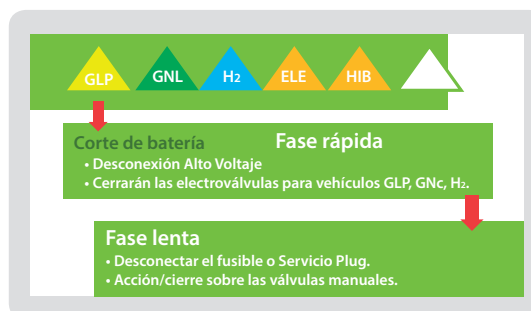 GLP GNL H2 ELE HIB
Corte de batería Fase rápida
• Desconexión Alto Voltaje
• Cerrarán las electroválvulas para vehículos GLP, GNc, H2.
Fase lenta
• Desconectar el fusible o Servicio Plug.
• Acción/cierre sobre las válvulas manuales.